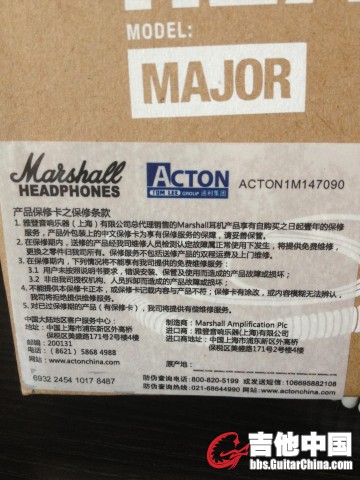 MODEL:
MAJOR
Marshall
HEADPHONES
ACTON
TOM LEE GROUP 通利集团
ACTON1M147090
产品保修卡之保修条款
1. 雅登音响乐器（上海）有限公司总代理销售的Marshall耳机产品享有自购买之日起壹年的保修
服务，产品外包装上的中文保修卡为享有保修服务的保障，请妥善保管。
2. 在保修期内，送修的产品经我司维修人员检测认定故障属正常使用下发生，将提供免费维修，
更换之零件归我司所有。保修服务不包括送修产品的双程运费及上门维修。
3. 在保修期内，下列情况将不能享有我司提供的免费维修服务：
3.1 用户未按照说明书要求，错误安装、保管及使用而造成的产品故障或损坏；
3.2 非由我司授权机构、人员拆卸而造成的产品故障或损坏；
4. 不能提供本保修卡正本，或保修卡记载内容与产品不符；保修卡有涂改，或内容模糊无法辨认，
我司将拒绝提供维修服务。
5. 对已过保修期的产品（有保修卡），我司将提供有偿维修服务。
中国大陆地区客户服务中心：
地址：中国上海市浦东新区外高桥
保税区美盛路171号2号楼4楼
邮编：200131
电话：（8621）5868 4988
网站：www.actonchina.com
制造商：Marshall Amplification Plc
进口商：雅登音响乐器（上海）有限公司
进口商地址：中国上海市浦东新区外高桥
保税区美盛路171号2号楼4楼
原产地：
6932 2454 1017 8487
防伪查询电话：800-820-5199 或发送短信：106695882108
防伪查询电话：021-68644980 网站：www.actonchina.com
吉他中国
bbs.GuitarChina.com